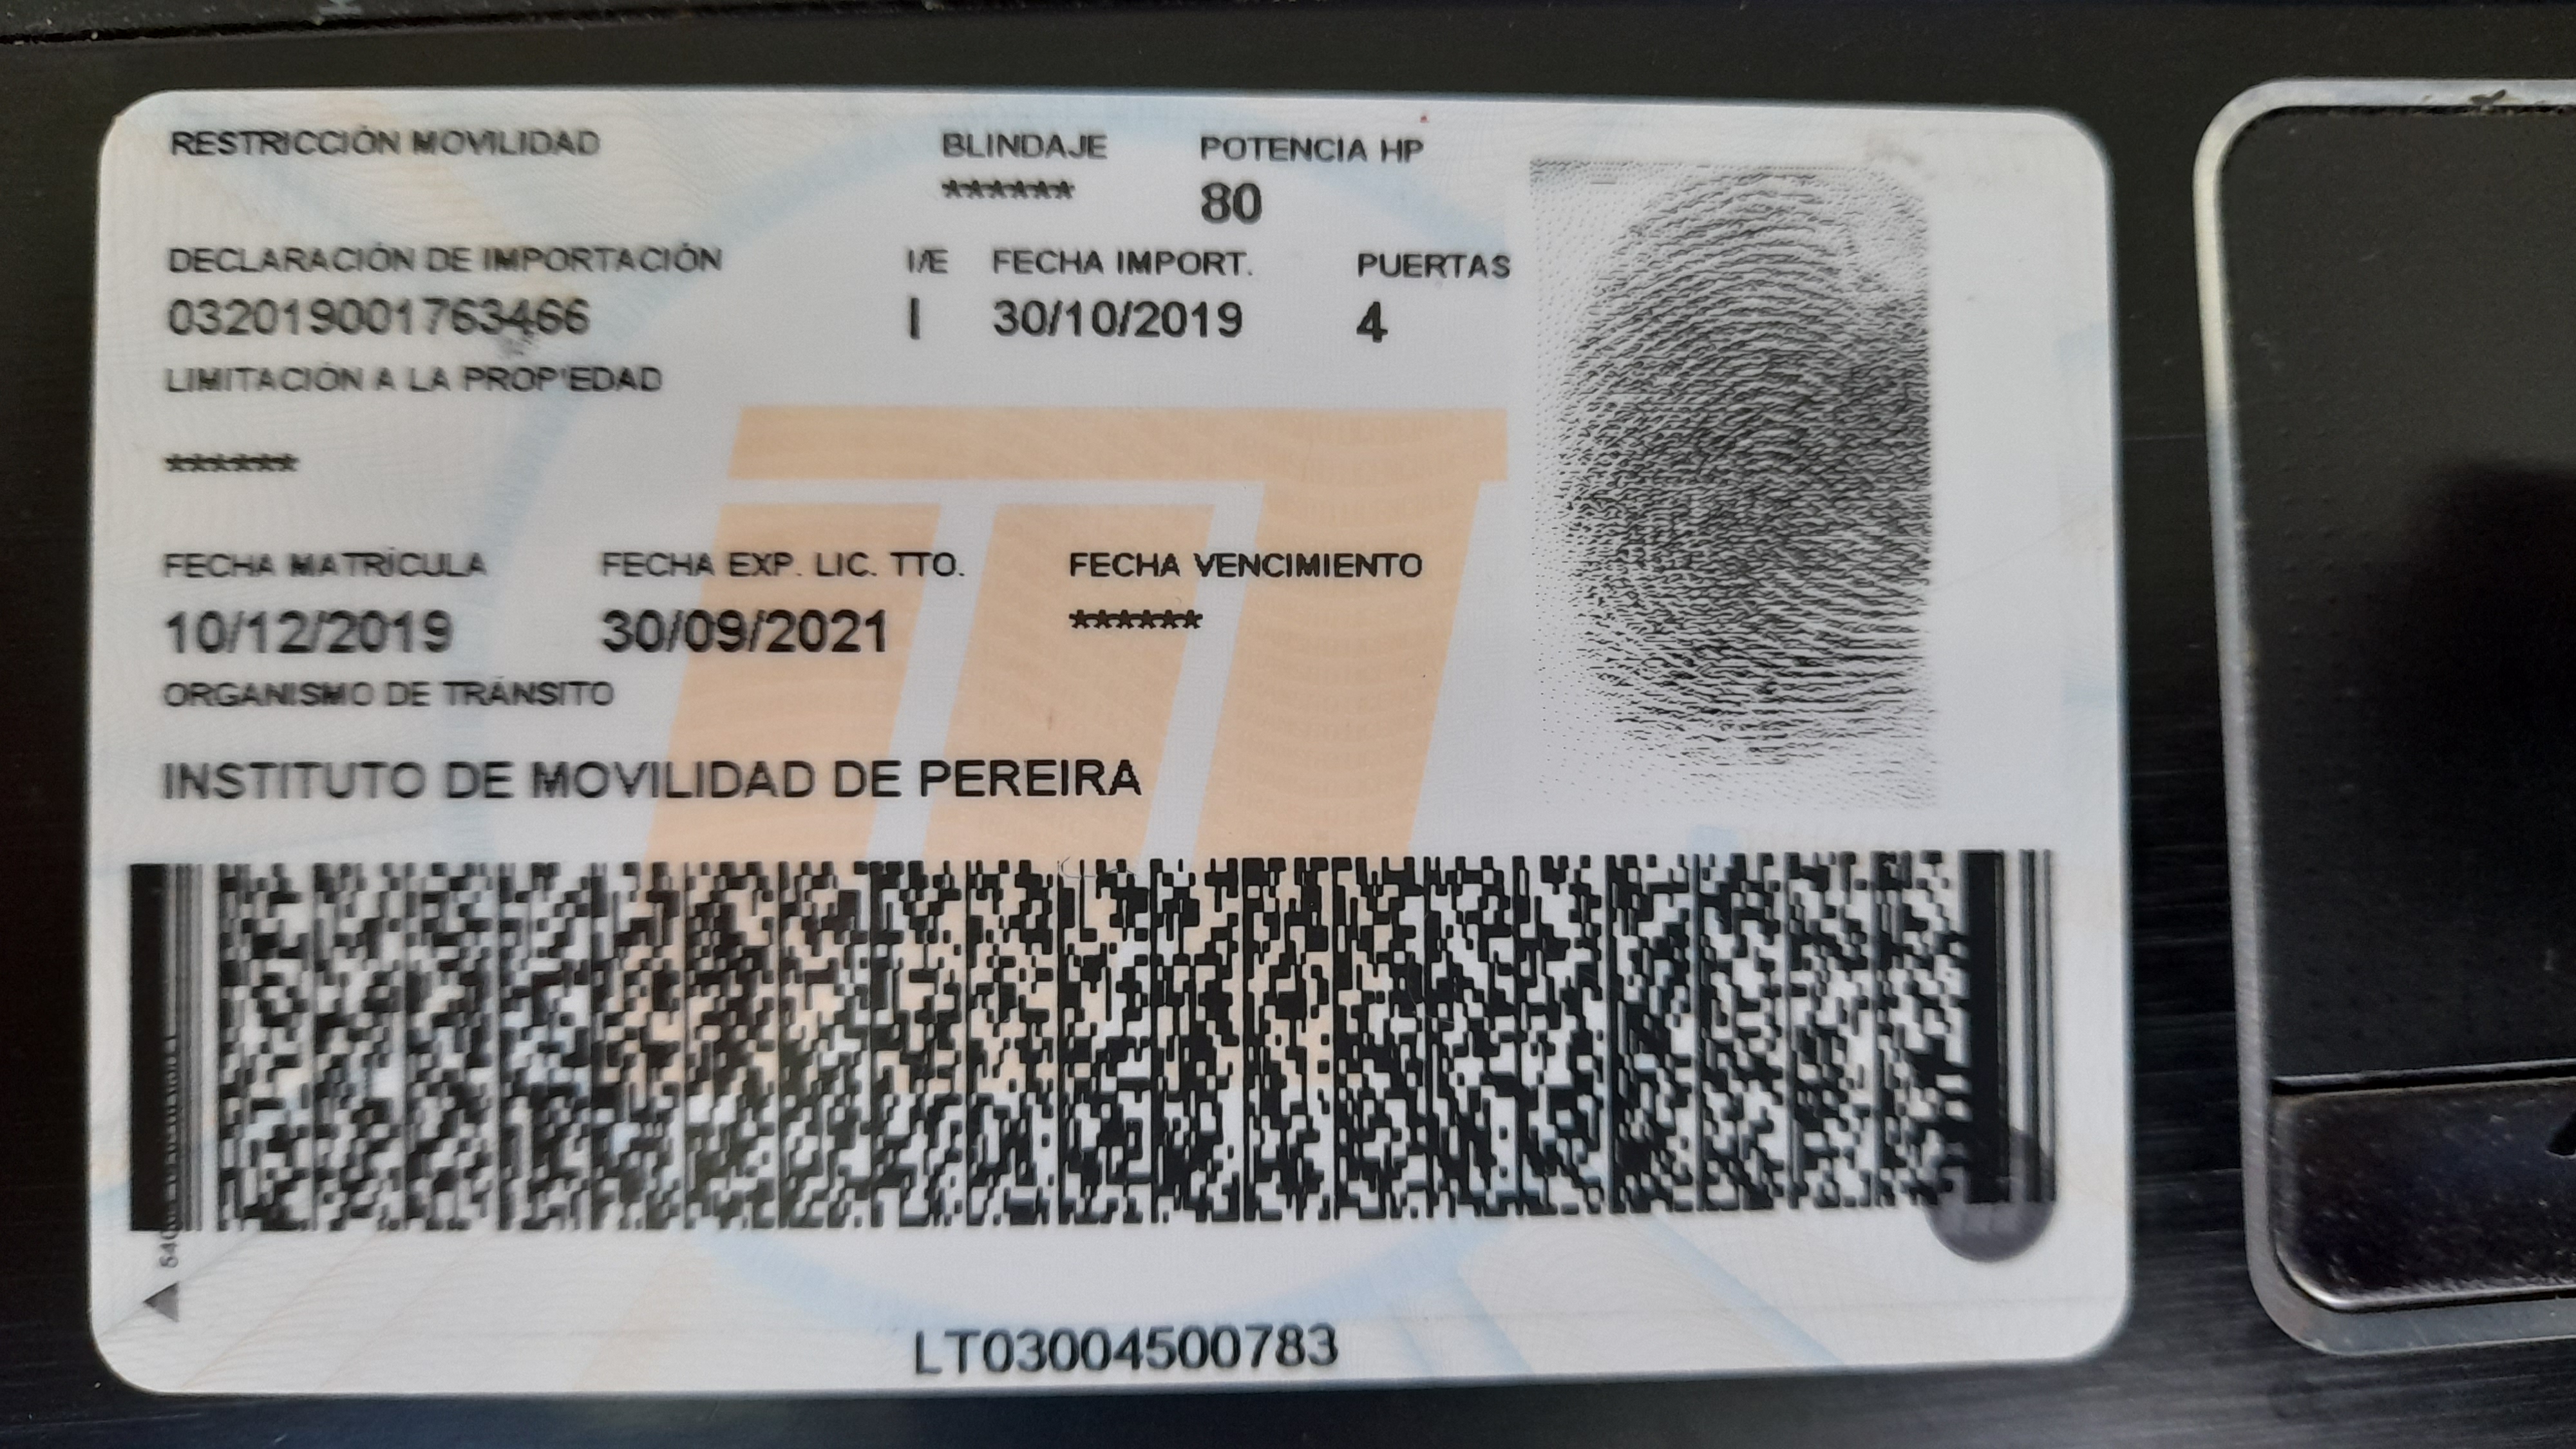 RESTRICCIÓN MOVILIDAD BLINDAJE POTENCIA HP
****** 80
DECLARACIÓN DE IMPORTACIÓN I/E FECHA IMPORT. PUERTAS
032019001763466 I 30/10/2019 4
LIMITACIÓN A LA PROPIEDAD
******
FECHA MATRÍCULA FECHA EXP. LIC. TTO. FECHA VENCIMIENTO
10/12/2019 30/09/2021 ******
ORGANISMO DE TRÁNSITO
INSTITUTO DE MOVILIDAD DE PEREIRA
LT03004500783